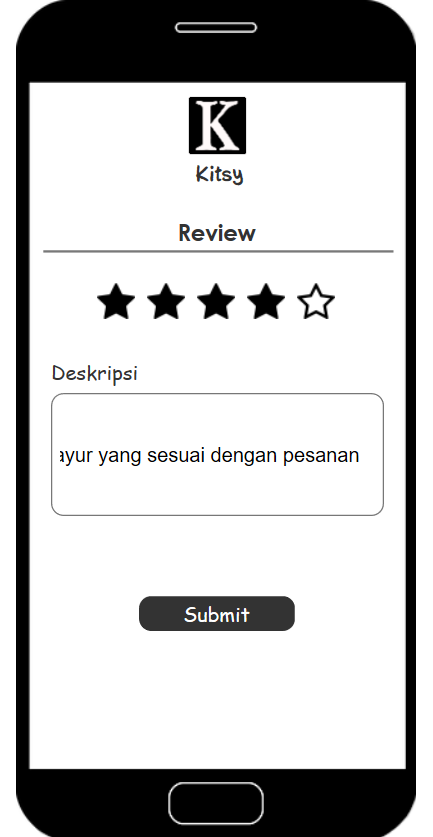 K
Kitsy
Review
Deskripsi
ayur yang sesuai dengan pesanan
Submit